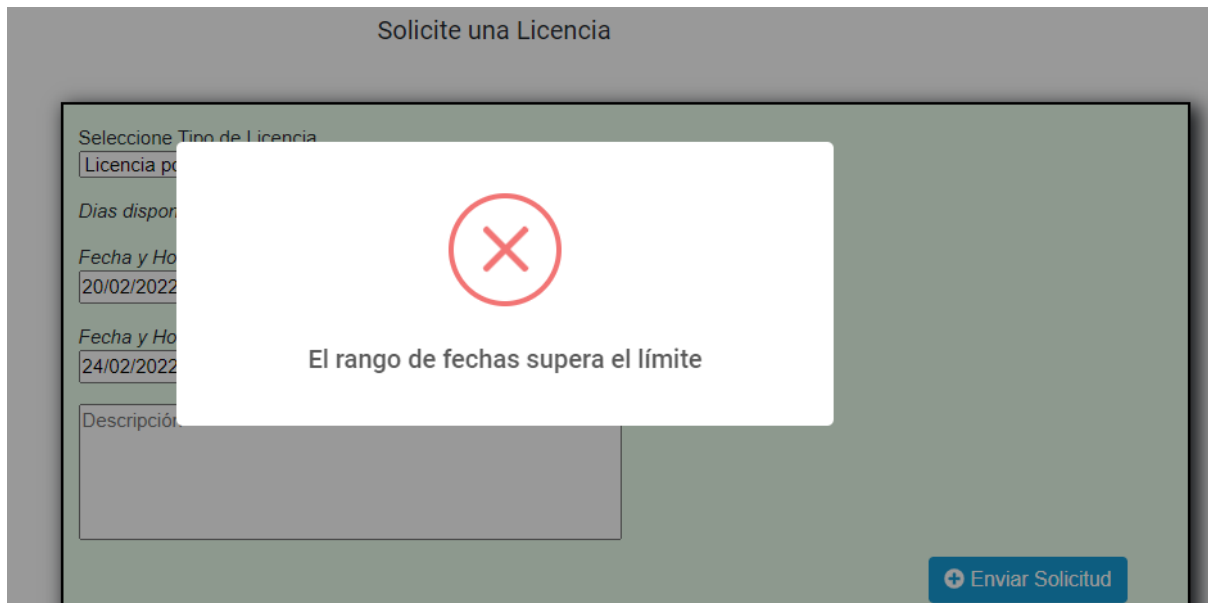 Solicite una Licencia
Seleccione Tipo de Licencia
Licencia po
Dias dispon
Fecha y Ho
20/02/2022
Fecha y Ho
24/02/2022
El rango de fechas supera el límite
Descripción
Enviar Solicitud